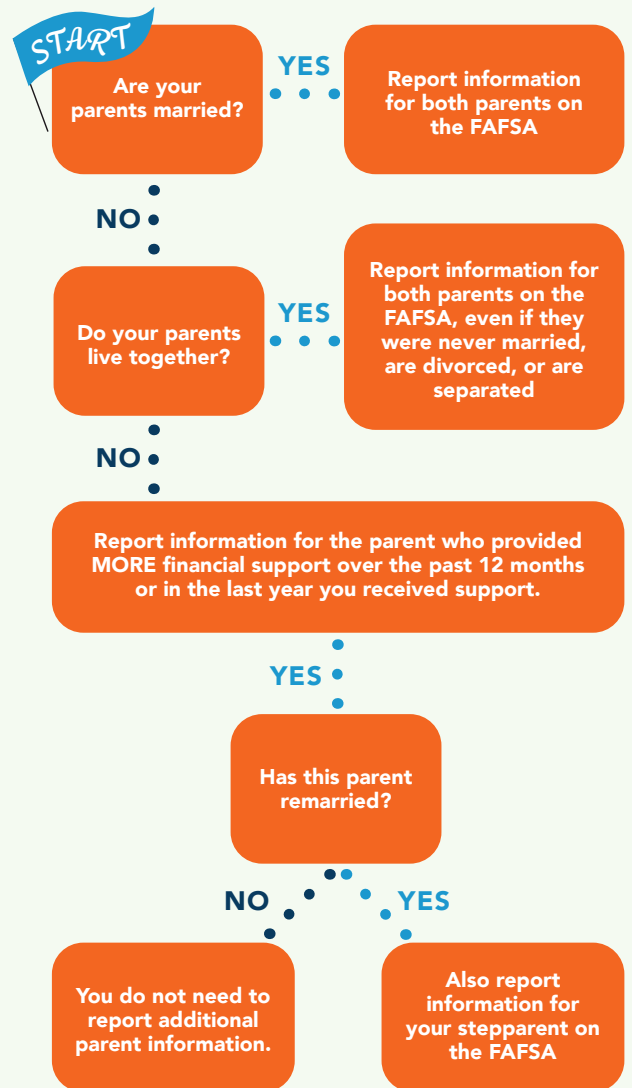 START
Are your
parents married?
YES
Report information
for both parents on
the FAFSA
NO
Do your parents
live together?
YES
Report information for
both parents on the
FAFSA, even if they
were never married,
are divorced, or are
separated
NO
Report information for the parent who provided
MORE financial support over the past 12 months
or in the last year you received support.
YES
Has this parent
remarried?
NO
YES
You do not need to
report additional
parent information.
Also report
information for
your stepparent on
the FAFSA